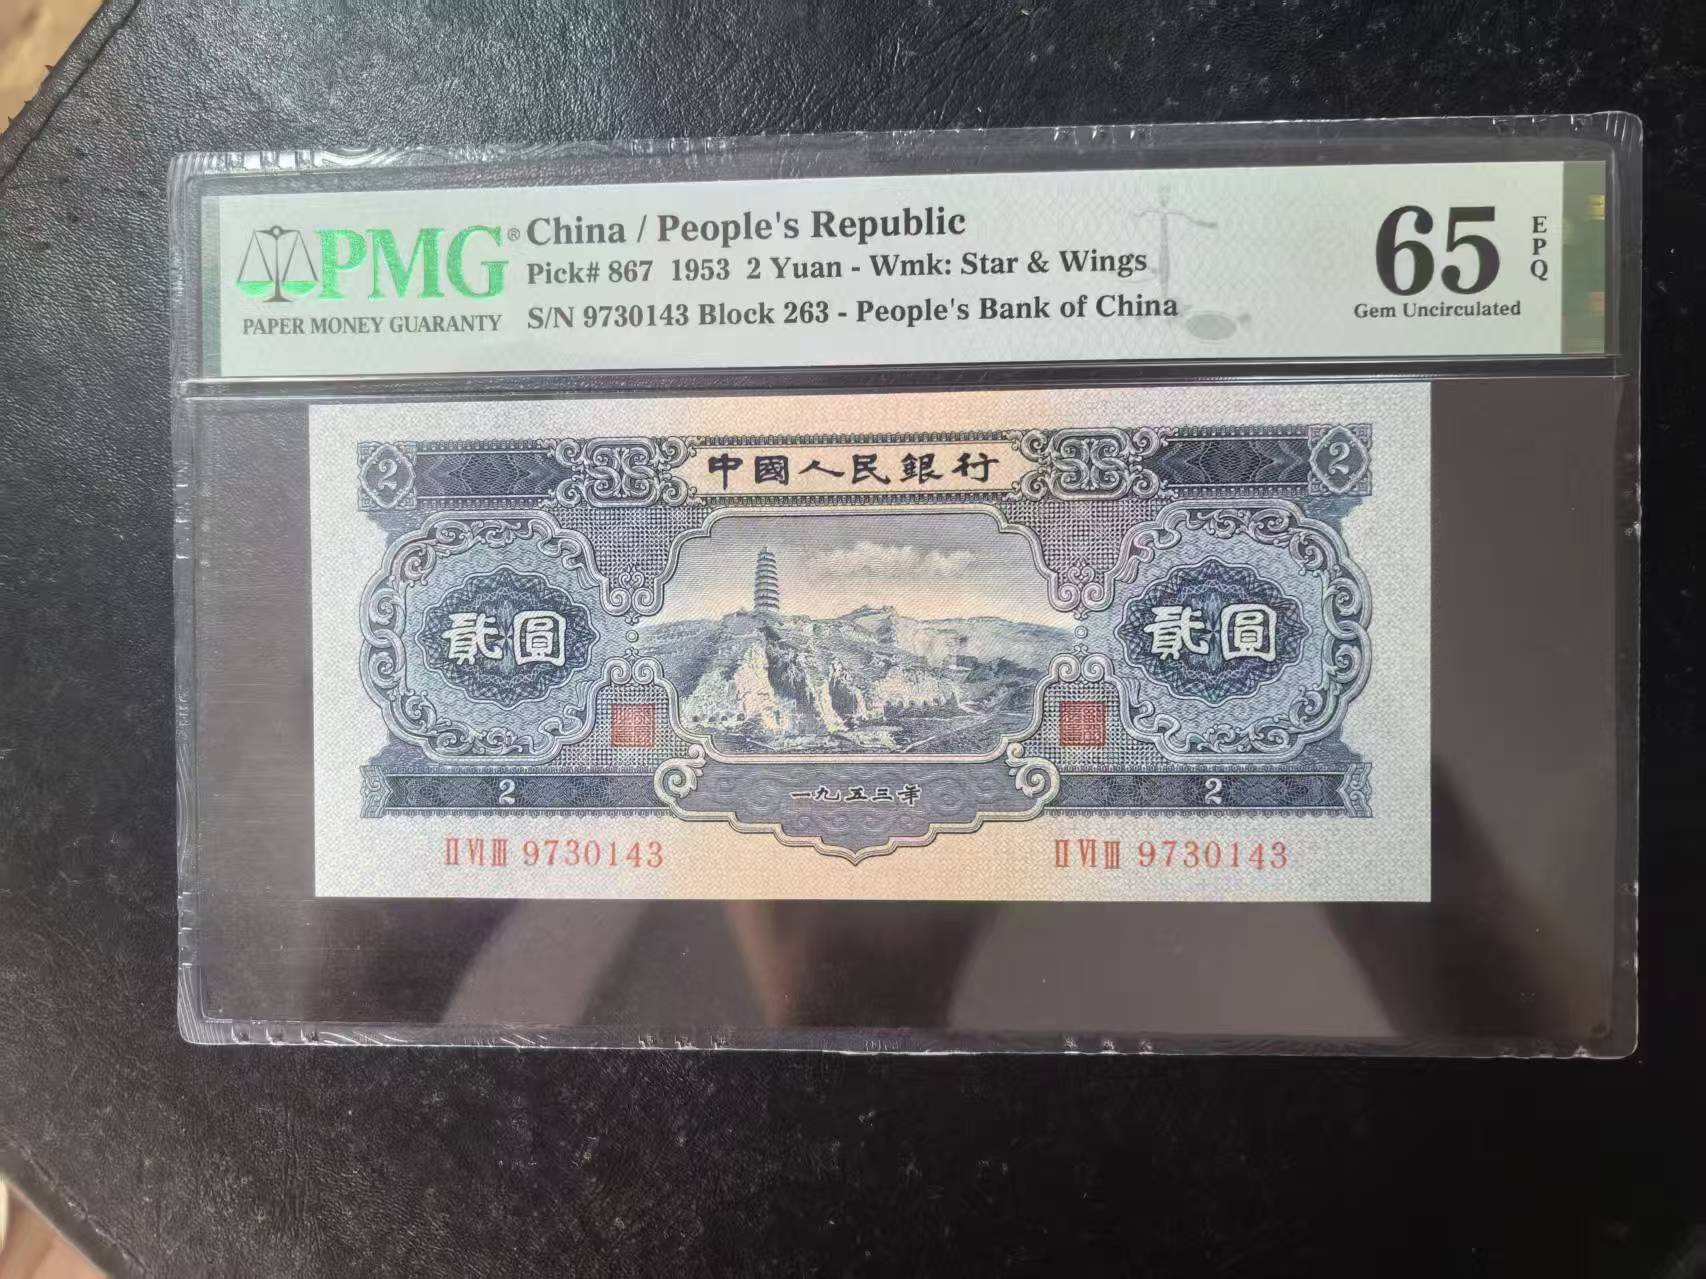 PMG® China / People's Republic
Pick# 867 1953 2 Yuan - Wmk: Star & Wings
PAPER MONEY GUARANTY
S/N 9730143 Block 263 - People's Bank of China
65 EPQ
Gem Uncirculated
2 中國人民銀行 2
貳圓 貳圓
2 一九五三年 2
II VI III 9730143 II VI III 9730143